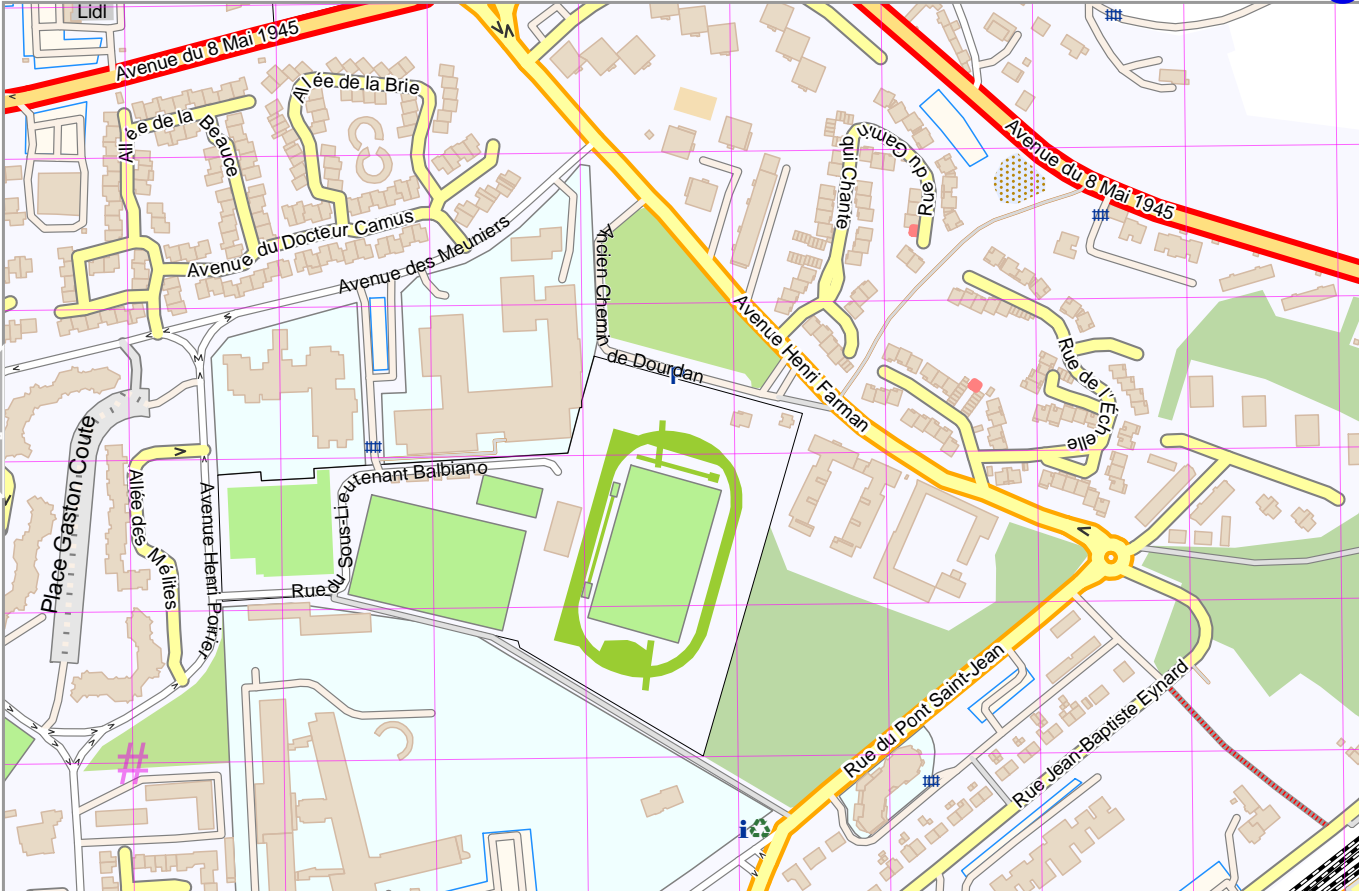 Lidl
Avenue du 8 Mai 1945
Allée de la Brie
Allée de la
Beauce
Avenue du Docteur Camus
Avenue des Meuniers
ncien Chemin
de Dourdan
Avenue Henri Farman
Rue du Gamin
qui Chante
Avenue du 8 Mai 1945
Rue de l'Échelle
Place Gaston Couté
Allée des
Mélites
Avenue Henri Poirier
Rue du Sous-Lieutenant Balbiano
Rue du Pont Saint-Jean
Rue Jean-Baptiste Eynard
#
i